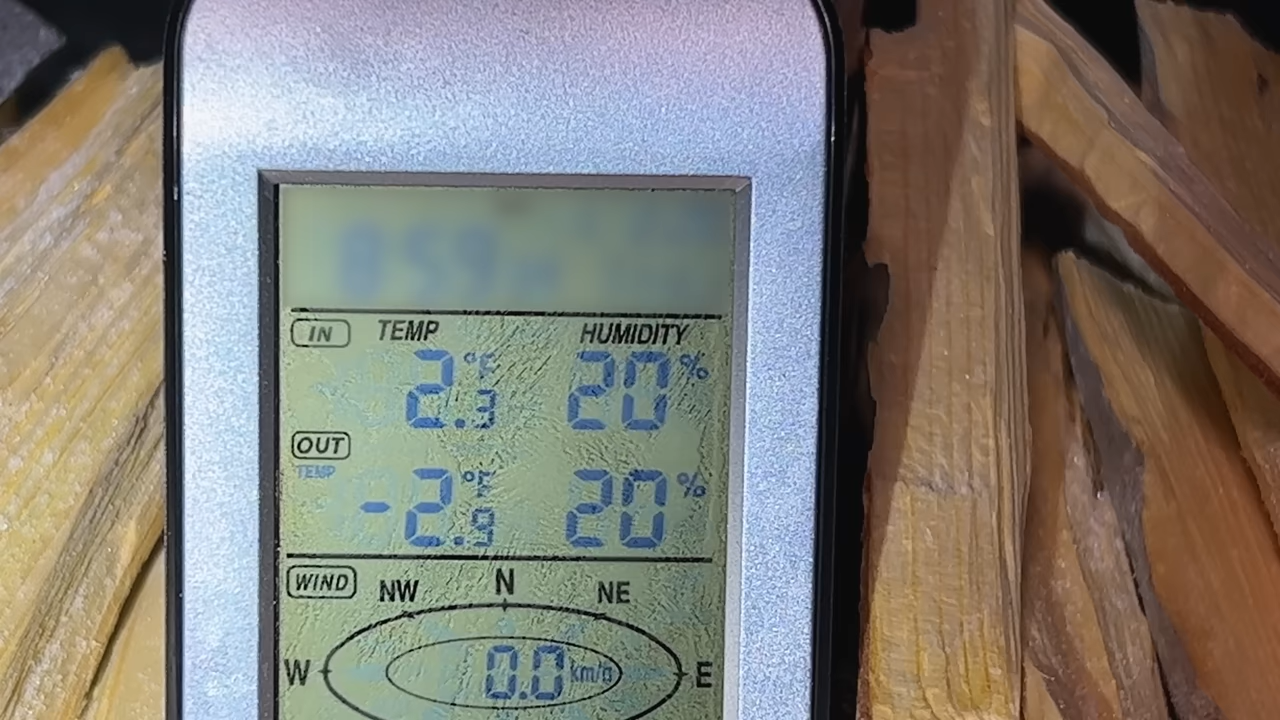 IN TEMP HUMIDITY
2.3 °F 20 %
OUT
TEMP
-2.9 °F 20 %
WIND NW N NE
W 0.0 km/h E